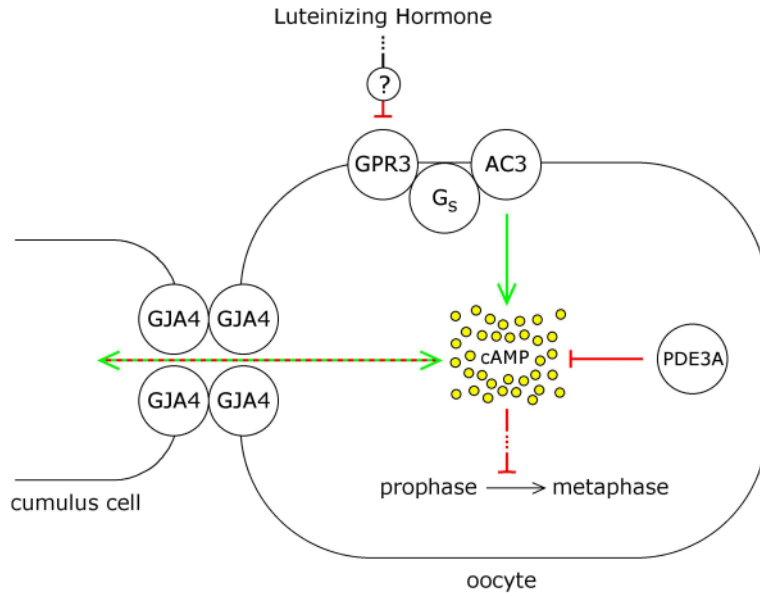 Luteinizing Hormone
?
GPR3
AC3
Gs
GJA4 GJA4
cAMP
PDE3A
GJA4 GJA4
prophase metaphase
cumulus cell
oocyte